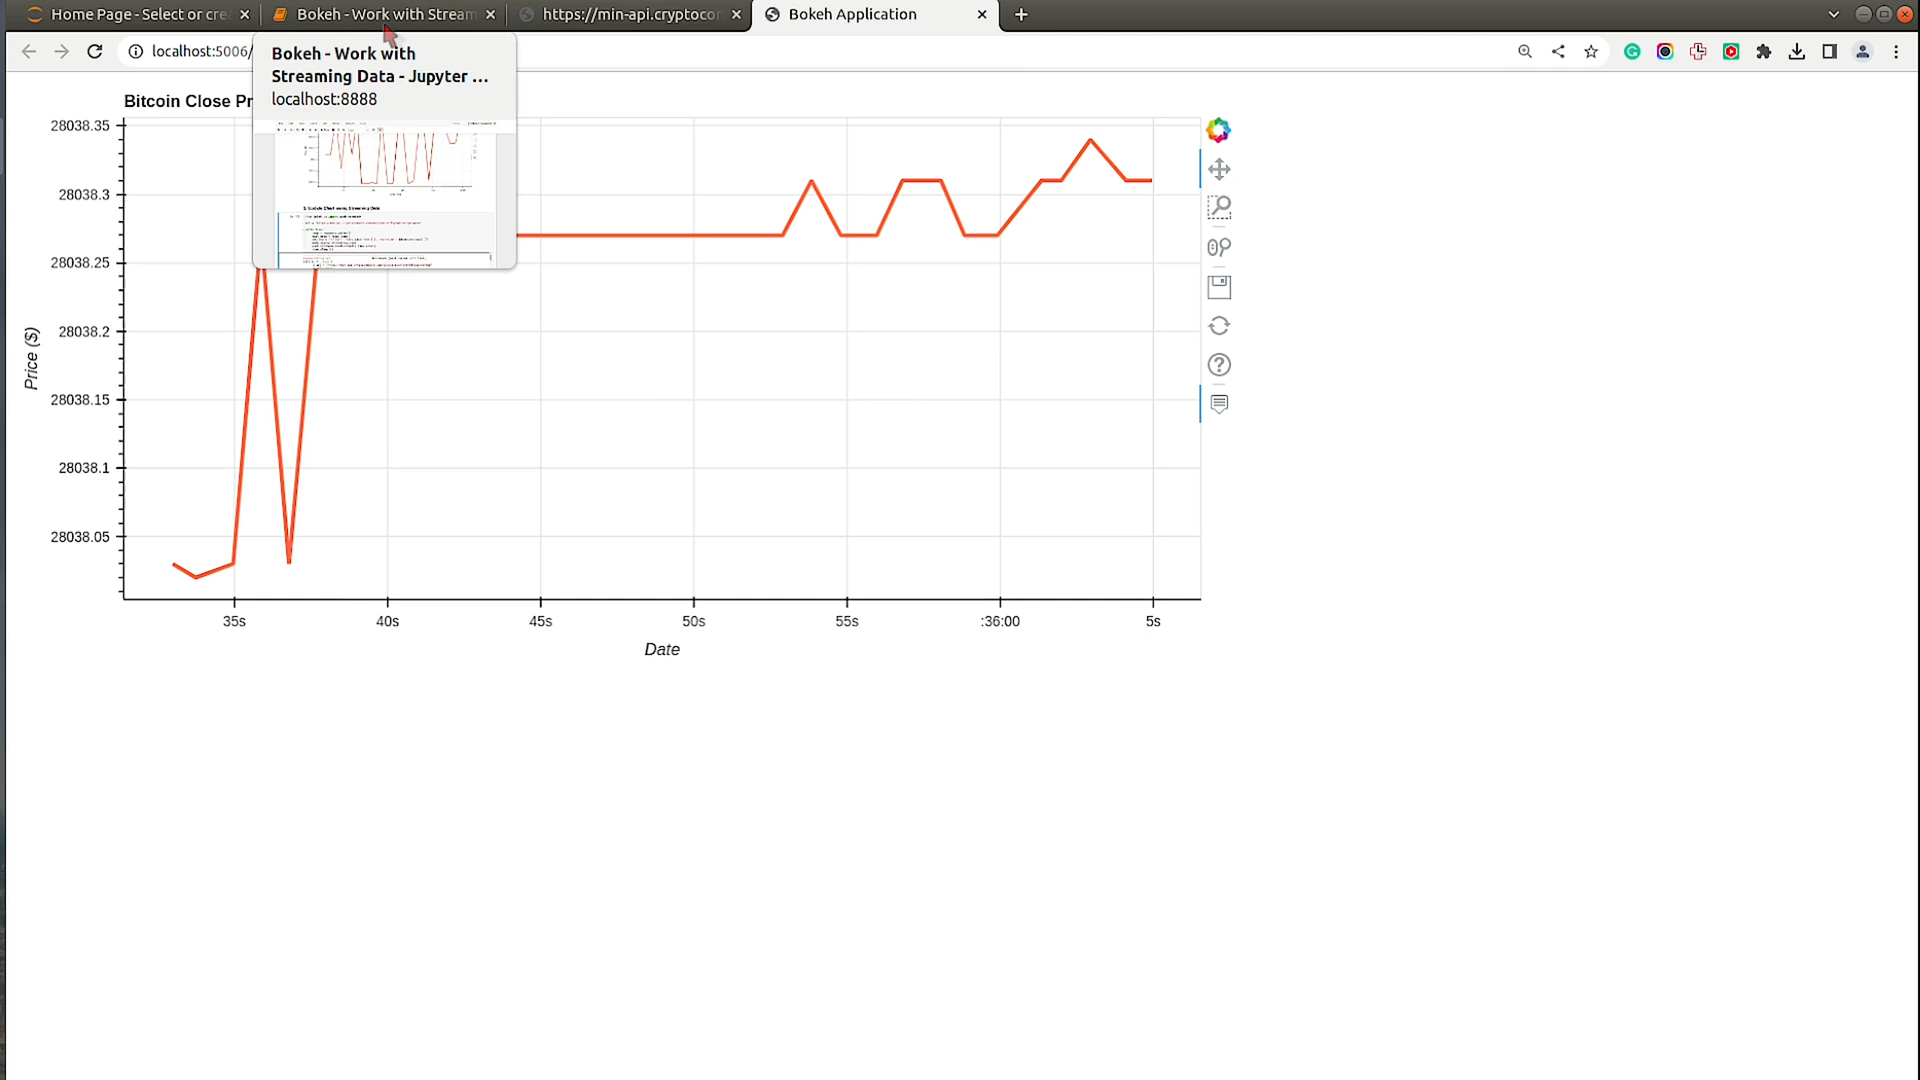 Home Page - Select or cre
Bokeh - Work with Stream
https://min-api.cryptocon
Bokeh Application
localhost:5006/
Bokeh - Work with
Streaming Data - Jupyter ...
localhost:8888
Bitcoin Close Pr
28038.35
28038.3
28038.25
28038.2
28038.15
28038.1
28038.05
Price ($)
35s
40s
45s
50s
55s
:36:00
5s
Date